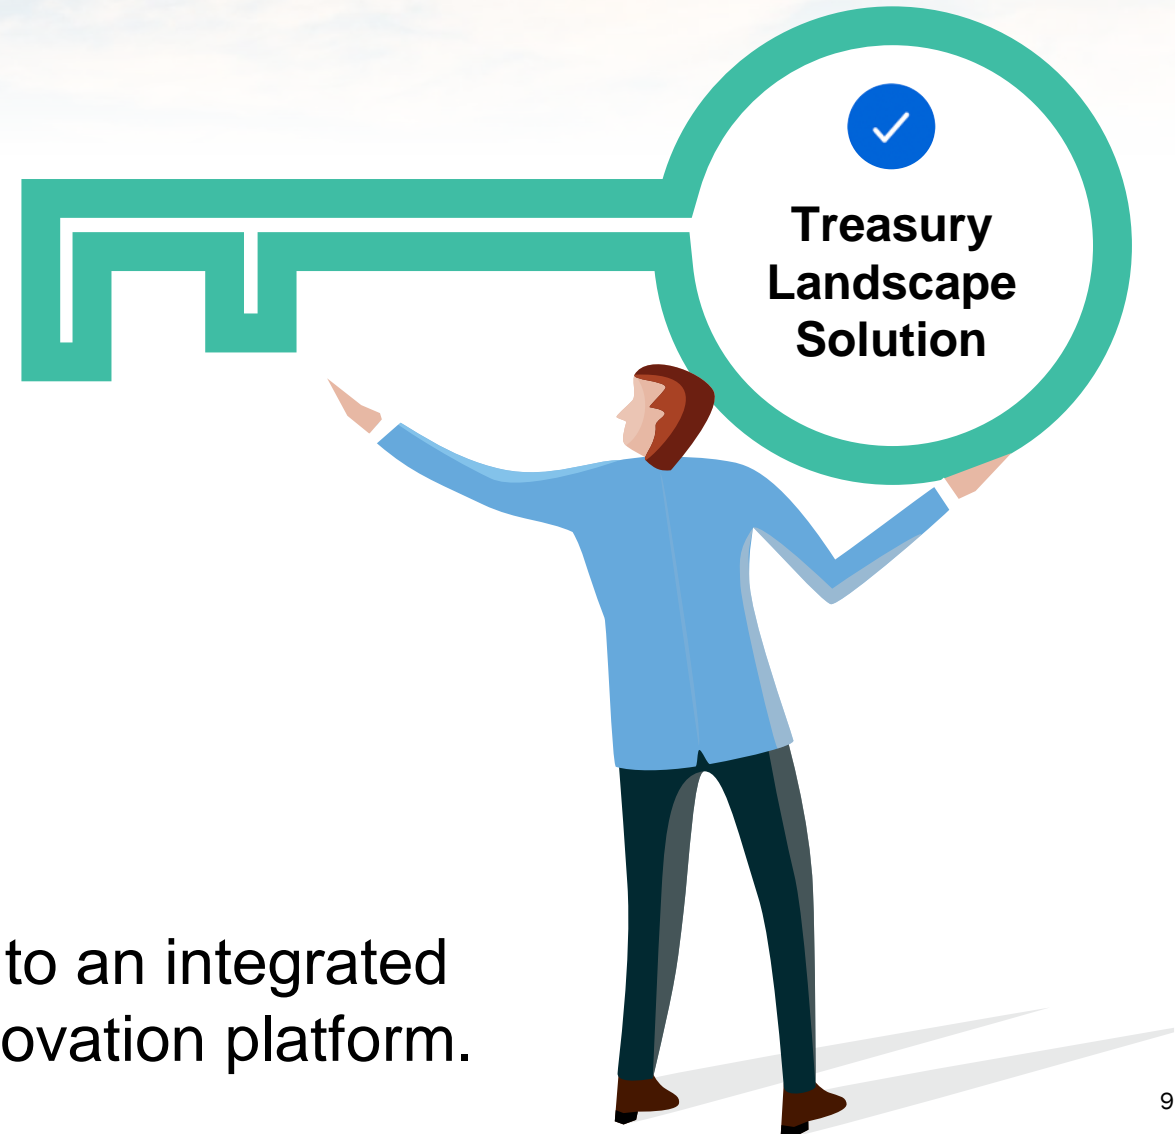 Treasury
Landscape
Solution
to an integrated
ovation platform.
9